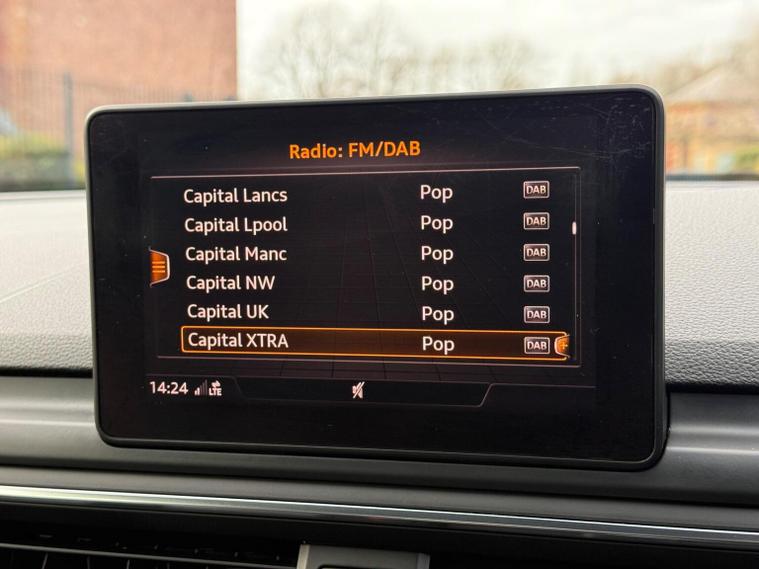 Radio: FM/DAB
Capital Lancs Pop DAB
Capital Lpool Pop DAB
Capital Manc Pop DAB
Capital NW Pop DAB
Capital UK Pop DAB
Capital XTRA Pop DAB
14:24 LTE